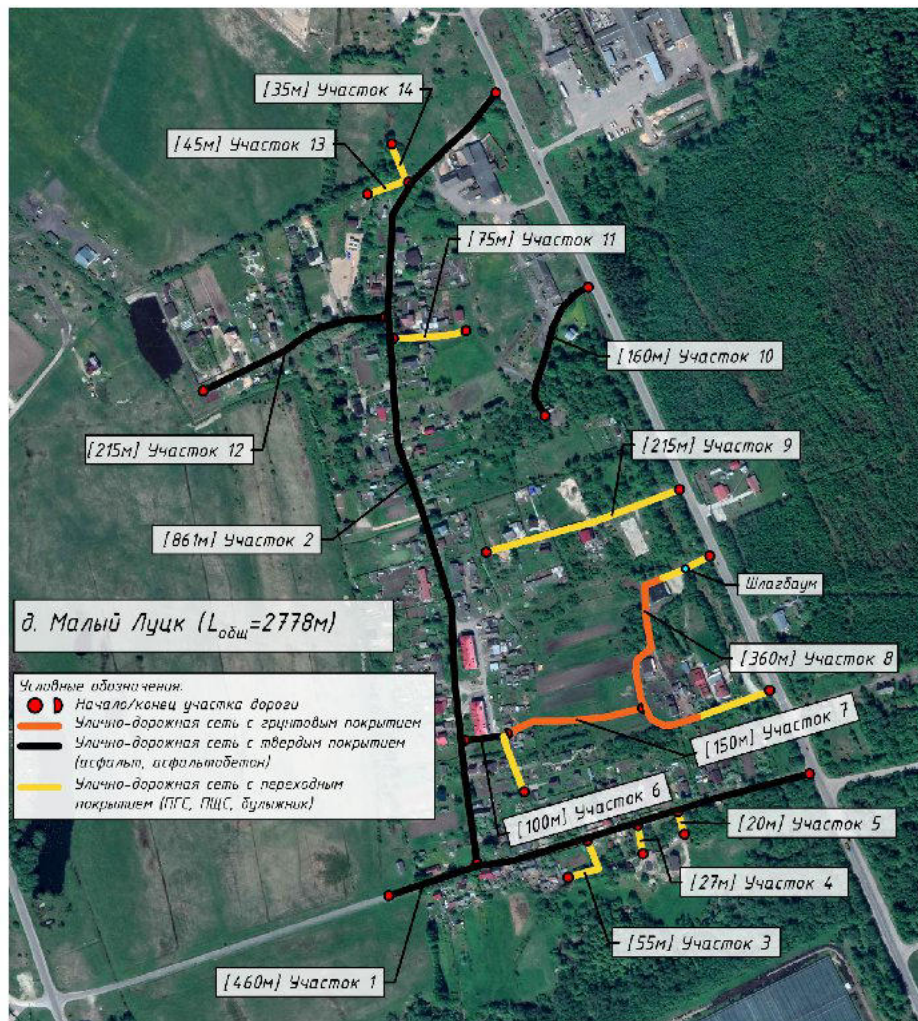 [35м] Участок 14
[45м] Участок 13
[75м] Участок 11
[160м] Участок 10
[215м] Участок 12
[215м] Участок 9
[861м] Участок 2
Шлагбаум
д. Малый Луцк (Lобщ=2778м)
[360м] Участок 8
Условные обозначения:
Начало/конец участка дороги
Улично-дорожная сеть с грунтовым покрытием
Улично-дорожная сеть с твердым покрытием
(асфальт, асфальтобетон)
Улично-дорожная сеть с переходным
покрытием (ПГС, ПЩС, булыжник)
[150м] Участок 7
[100м] Участок 6
[20м] Участок 5
[27м] Участок 4
[55м] Участок 3
[460м] Участок 1